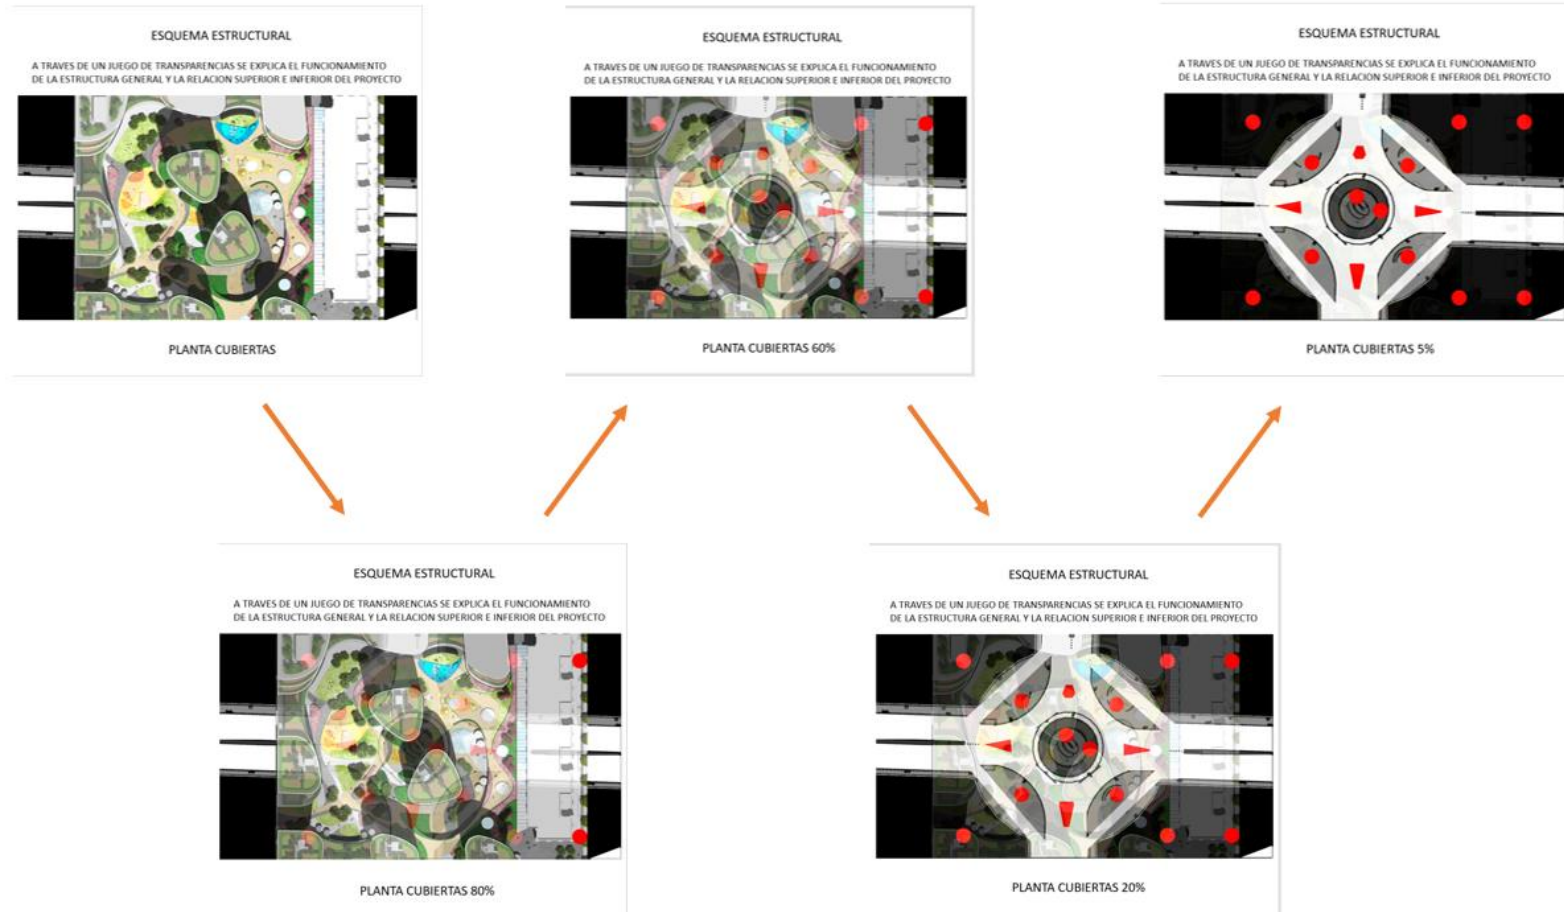 ESQUEMA ESTRUCTURAL
A TRAVES DE UN JUEGO DE TRANSPARENCIAS SE EXPLICA EL FUNCIONAMIENTO
DE LA ESTRUCTURA GENERAL Y LA RELACION SUPERIOR E INFERIOR DEL PROYECTO
PLANTA CUBIERTAS
ESQUEMA ESTRUCTURAL
A TRAVES DE UN JUEGO DE TRANSPARENCIAS SE EXPLICA EL FUNCIONAMIENTO
DE LA ESTRUCTURA GENERAL Y LA RELACION SUPERIOR E INFERIOR DEL PROYECTO
PLANTA CUBIERTAS 80%
ESQUEMA ESTRUCTURAL
A TRAVES DE UN JUEGO DE TRANSPARENCIAS SE EXPLICA EL FUNCIONAMIENTO
DE LA ESTRUCTURA GENERAL Y LA RELACION SUPERIOR E INFERIOR DEL PROYECTO
PLANTA CUBIERTAS 60%
ESQUEMA ESTRUCTURAL
A TRAVES DE UN JUEGO DE TRANSPARENCIAS SE EXPLICA EL FUNCIONAMIENTO
DE LA ESTRUCTURA GENERAL Y LA RELACION SUPERIOR E INFERIOR DEL PROYECTO
PLANTA CUBIERTAS 20%
ESQUEMA ESTRUCTURAL
A TRAVES DE UN JUEGO DE TRANSPARENCIAS SE EXPLICA EL FUNCIONAMIENTO
DE LA ESTRUCTURA GENERAL Y LA RELACION SUPERIOR E INFERIOR DEL PROYECTO
PLANTA CUBIERTAS 5%